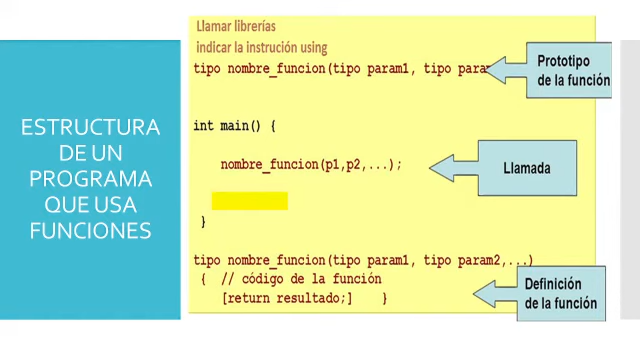 ESTRUCTURA
DE UN
PROGRAMA
QUE USA
FUNCIONES
Llamar librerías
indicar la instrución using
tipo nombre_funcion(tipo param1, tipo para
Prototipo
de la función
int main() {
nombre_funcion(p1,p2,...);
Llamada
}
tipo nombre_funcion(tipo param1, tipo param2,...)
{ // código de la función
[return resultado;] }
Definición
de la función